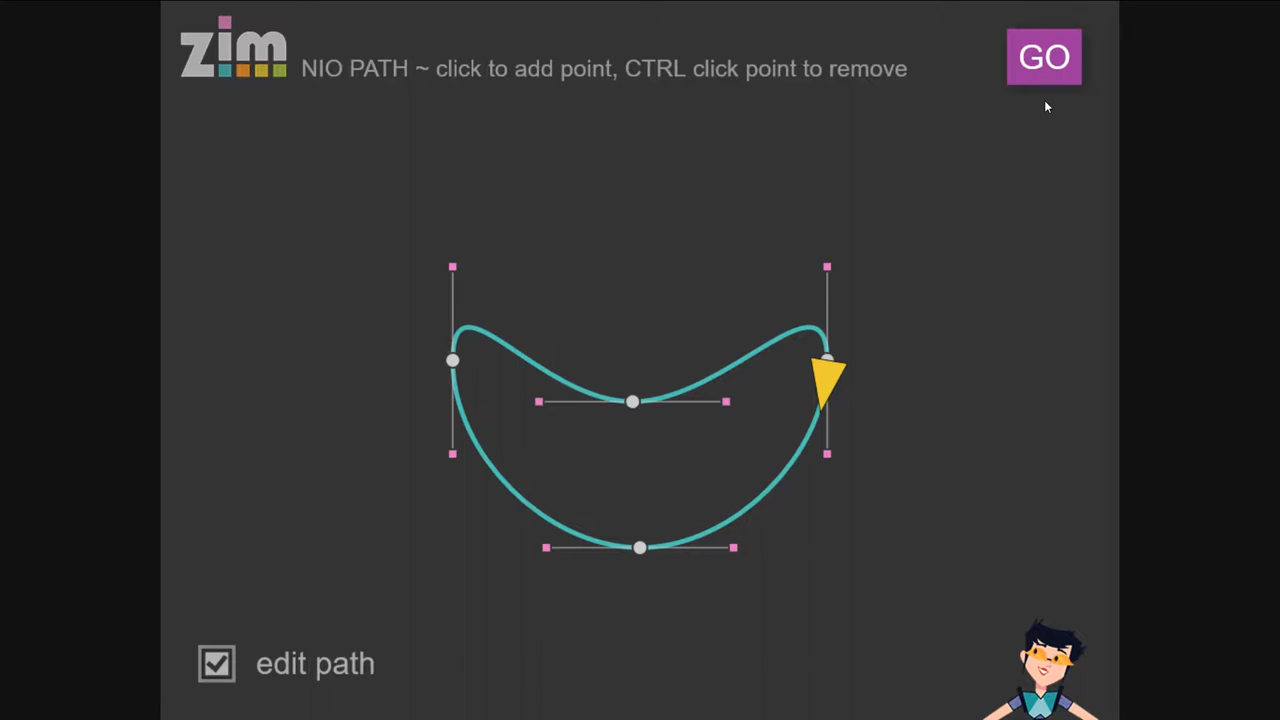 zim
NIO PATH ~ click to add point, CTRL click point to remove
GO
edit path